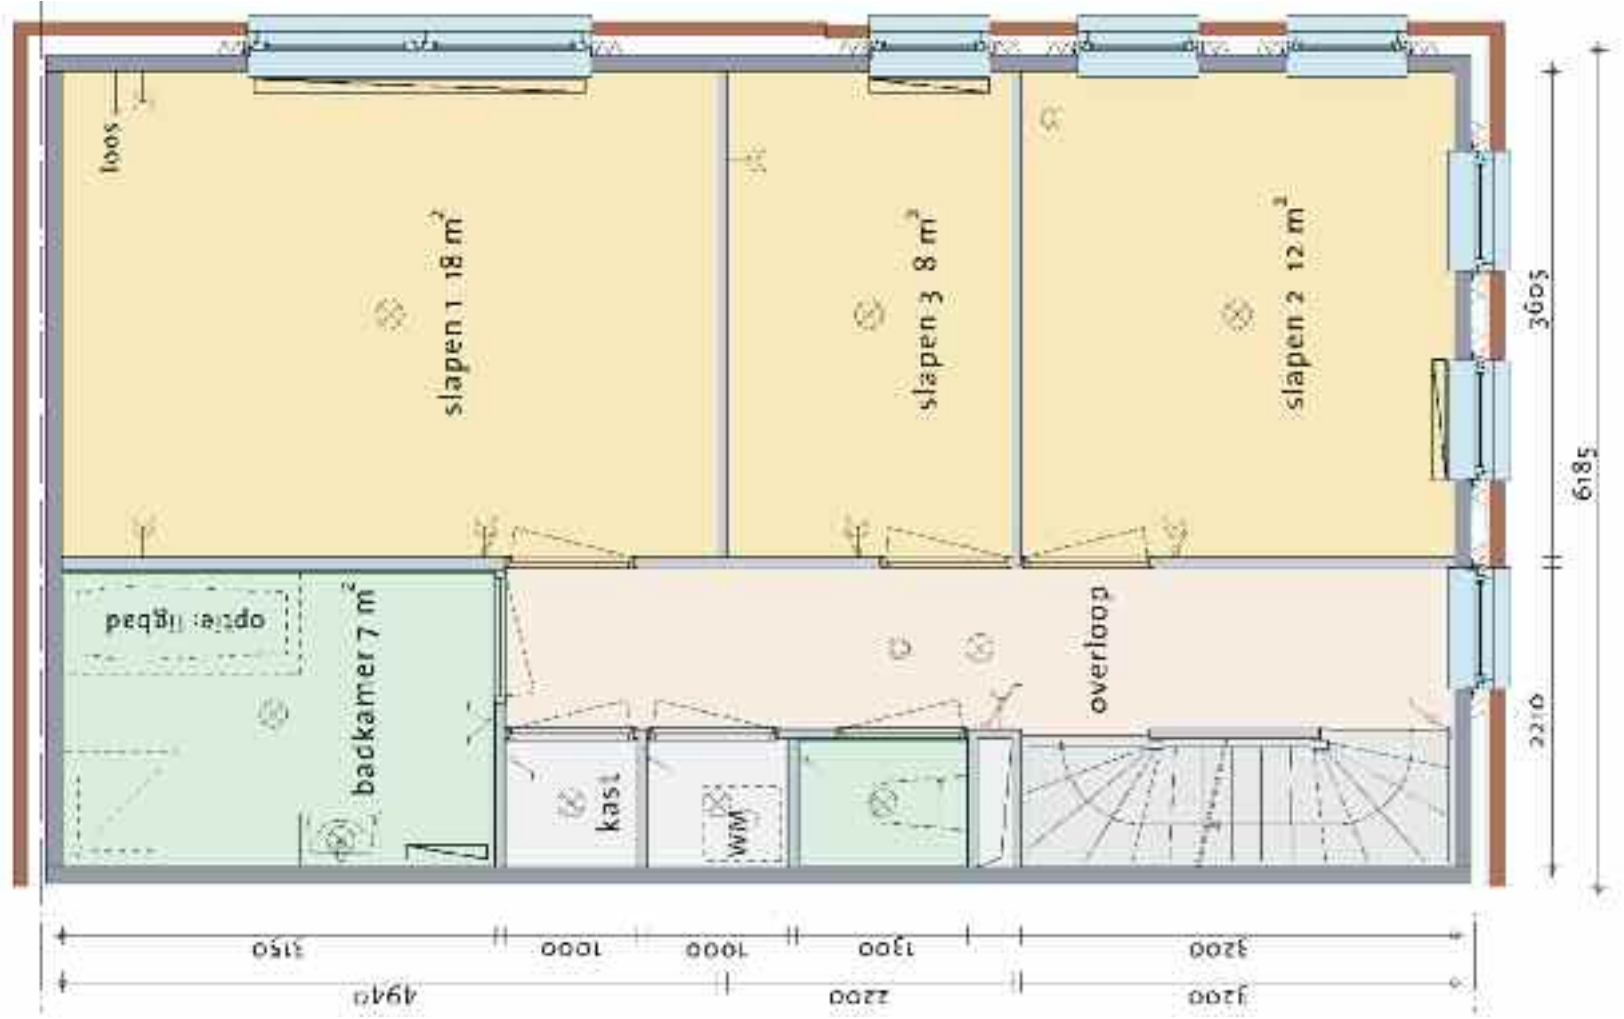 loos
slapen 1 18 m²
slapen 3 8 m²
slapen 2 12 m²
optie: ligbad
badkamer 7 m²
overloop
kast
WM
3605
6185
2210
3150
1000
1000
1300
3200
4940
2200
3200